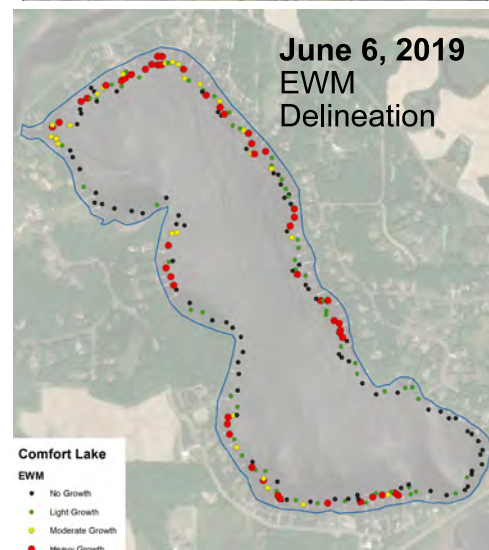 June 6, 2019
EWM
Delineation
Comfort Lake
EWM
No Growth
Light Growth
Moderate Growth
Heavy Growth